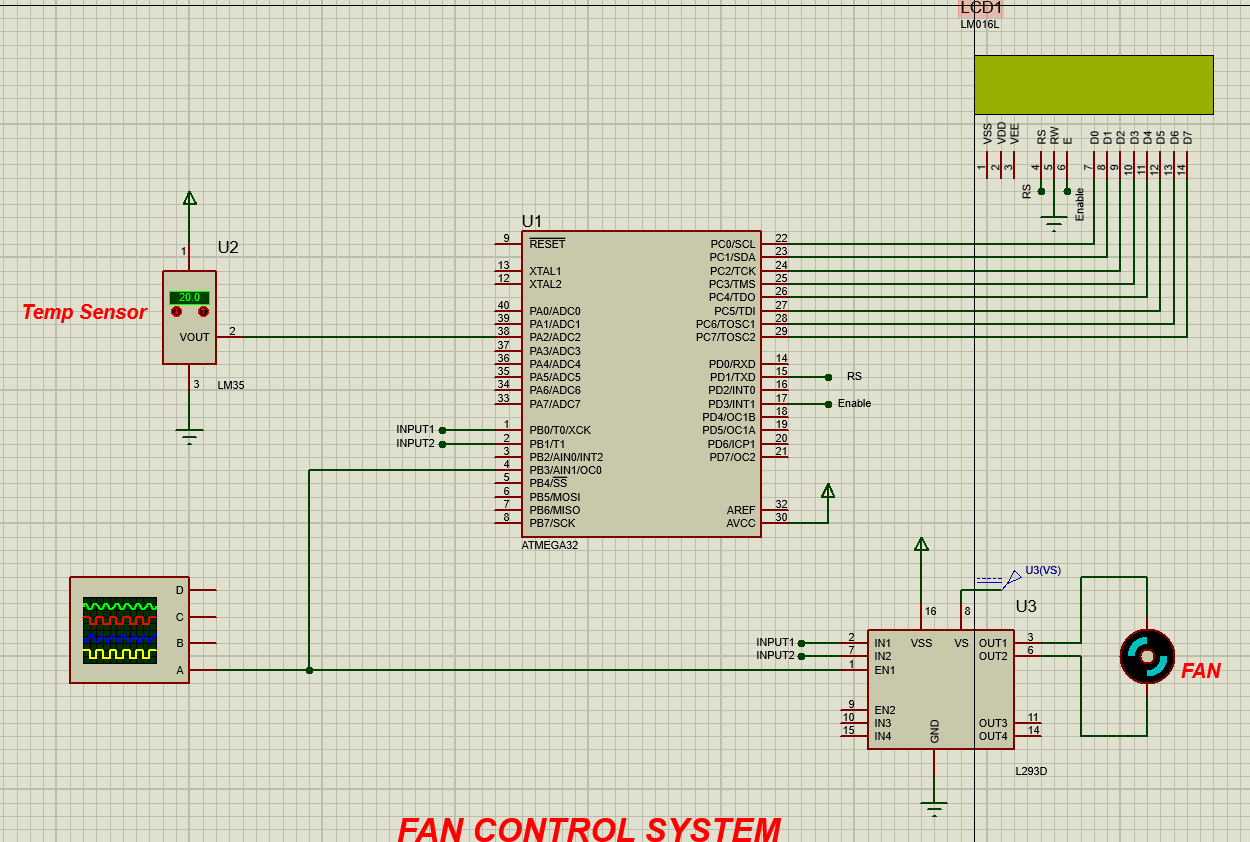 LCD1
LM016L
VSS
VDD
VEE
RS
RW
E
D0
D1
D2
D3
D4
D5
D6
D7
1
2
3
4
5
6
7
8
9
10
11
12
13
14
RS
Enable
U2
1
20.0
VOUT
2
3
LM35
Temp Sensor
U1
9 RESET
13 XTAL1
12 XTAL2
40 PA0/ADC0
39 PA1/ADC1
38 PA2/ADC2
37 PA3/ADC3
36 PA4/ADC4
35 PA5/ADC5
34 PA6/ADC6
33 PA7/ADC7
INPUT1 1 PB0/T0/XCK
INPUT2 2 PB1/T1
3 PB2/AIN0/INT2
4 PB3/AIN1/OC0
5 PB4/SS
6 PB5/MOSI
7 PB6/MISO
8 PB7/SCK
PC0/SCL 22
PC1/SDA 23
PC2/TCK 24
PC3/TMS 25
PC4/TDO 26
PC5/TDI 27
PC6/TOSC1 28
PC7/TOSC2 29
PD0/RXD 14
PD1/TXD 15 RS
PD2/INT0 16
PD3/INT1 17 Enable
PD4/OC1B 18
PD5/OC1A 19
PD6/ICP1 20
PD7/OC2 21
AREF 32
AVCC 30
ATMEGA32
D
C
B
A
U3(VS)
U3
16
8
VSS
VS
INPUT1 2 IN1
INPUT2 7 IN2
1 EN1
9 EN2
10 IN3
15 IN4
OUT1 3
OUT2 6
OUT3 11
OUT4 14
GND
L293D
FAN
FAN CONTROL SYSTEM